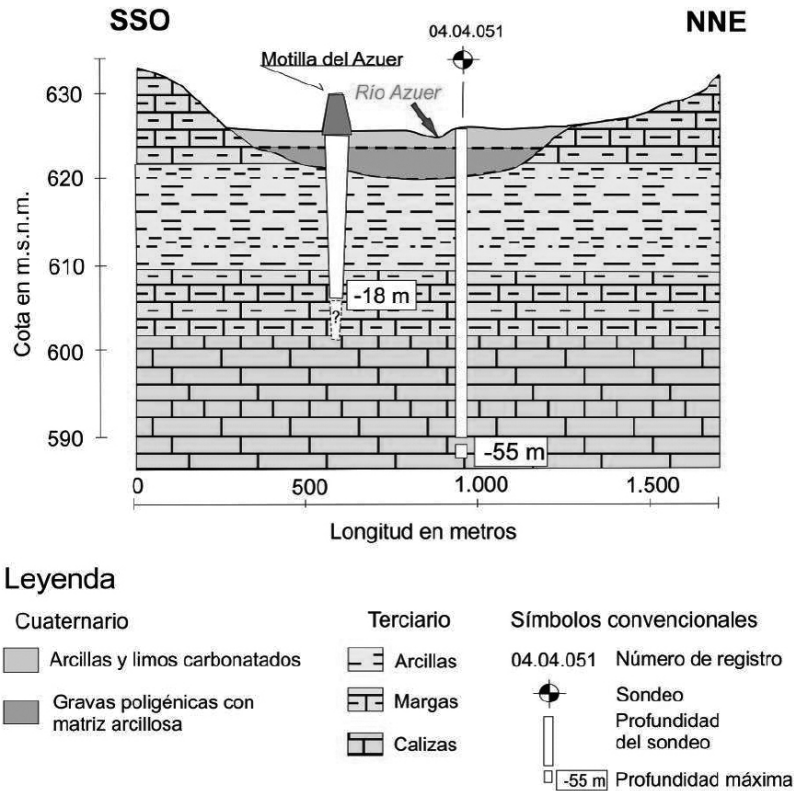 SSO
NNE
04.04.051
Motilla del Azuer
Río Azuer
Cota en m.s.n.m.
630
620
610
600
590
-18 m
?
-55 m
0
500
1.000
1.500
Longitud en metros
Leyenda
Cuaternario
Arcillas y limos carbonatados
Gravas poligénicas con
matriz arcillosa
Terciario
Arcillas
Margas
Calizas
Símbolos convencionales
04.04.051 Número de registro
Sondeo
Profundidad
del sondeo
-55 m Profundidad máxima